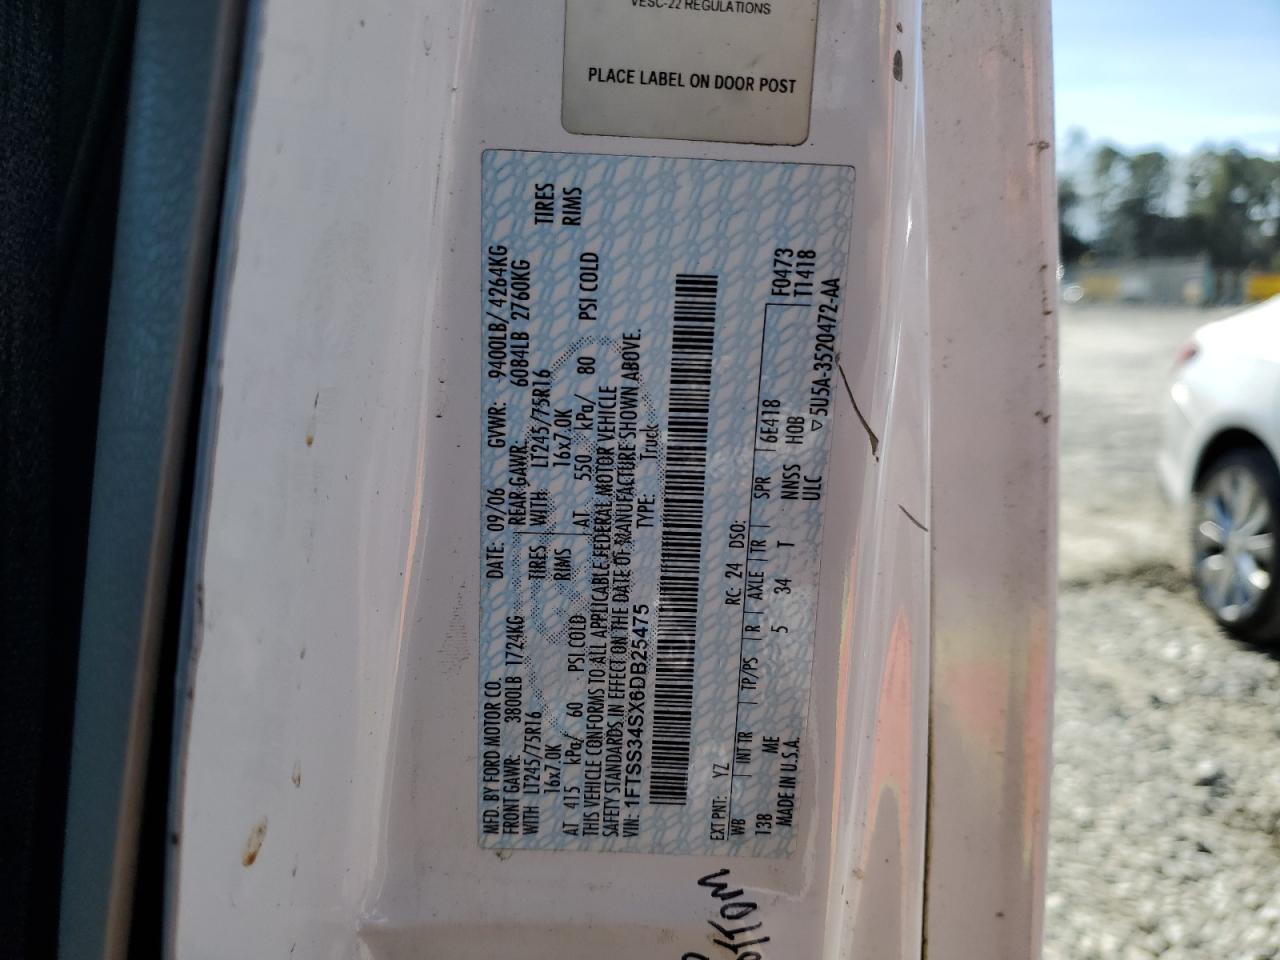 VESC-22 REGULATIONS
PLACE LABEL ON DOOR POST
MFD. BY FORD MOTOR CO. DATE: 09/06 GVWR: 9400LB/ 4264KG
FRONT GAWR: 3800LB 1724KG REAR GAWR: 6084LB 2760KG
WITH LT245/75R16 TIRES WITH LT245/75R16 TIRES
16x7.0K RIMS 16x7.0K RIMS
AT 415 kPa/ 60 PSI COLD AT 550 kPa/ 80 PSI COLD
THIS VEHICLE CONFORMS TO ALL APPLICABLE FEDERAL MOTOR VEHICLE
SAFETY STANDARDS IN EFFECT ON THE DATE OF MANUFACTURE SHOWN ABOVE.
VIN: 1FTSS34SX6DB25475 TYPE: Truck
EXT PNT: YZ RC: 24 DSO: F0473
WB INT TR TP/PS R AXLE TR SPR 6E418 T1418
138 ME 5 34 T NNSS HOB
MADE IN U.S.A. ULC
▽5U5A-3520472-AA